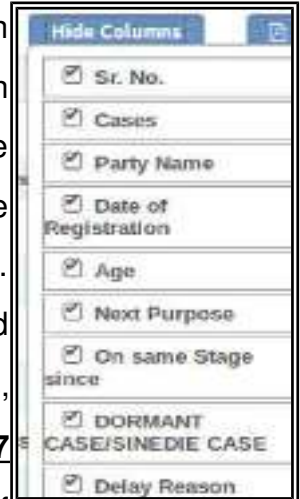 Hide Columns
Sr. No.
Cases
Party Name
Date of
Registration
Age
Next Purpose
On same Stage
since
DORMANT
CASE/SINEDIE CASE
Delay Reason
7